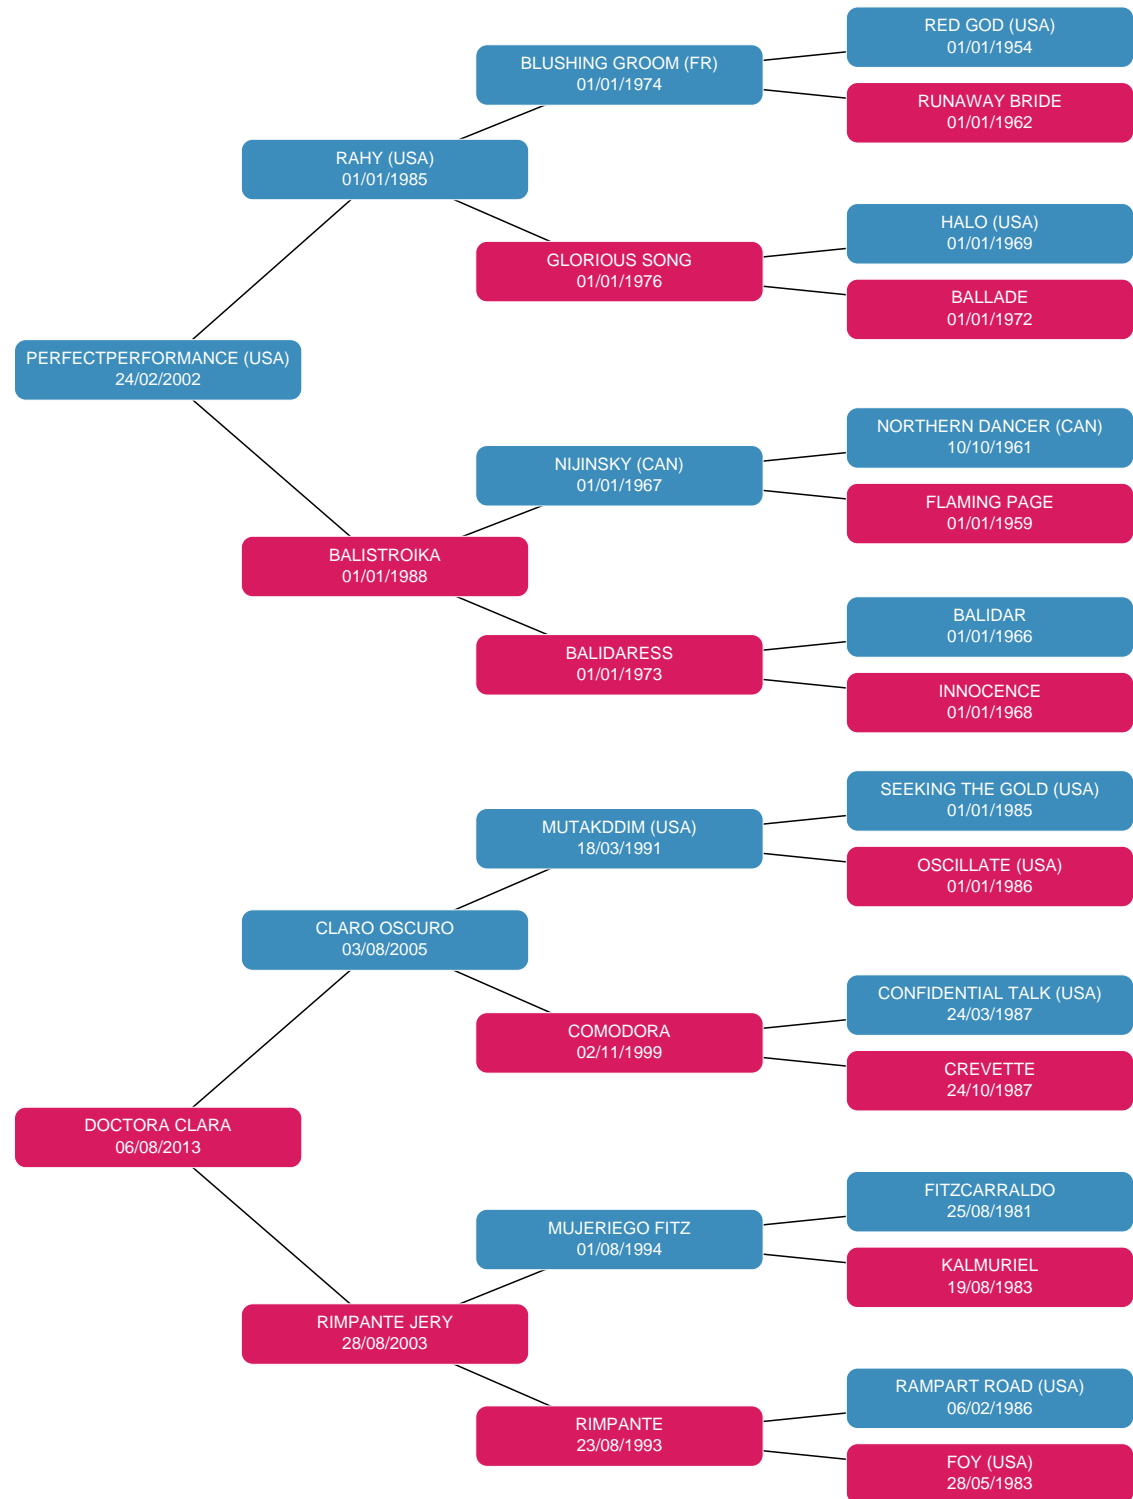 RED GOD (USA)
01/01/1954
BLUSHING GROOM (FR)
01/01/1974
RUNAWAY BRIDE
01/01/1962
RAHY (USA)
01/01/1985
HALO (USA)
01/01/1969
GLORIOUS SONG
01/01/1976
BALLADE
01/01/1972
PERFECTPERFORMANCE (USA)
24/02/2002
NORTHERN DANCER (CAN)
10/10/1961
NIJINSKY (CAN)
01/01/1967
FLAMING PAGE
01/01/1959
BALISTROIKA
01/01/1988
BALIDAR
01/01/1966
BALIDARESS
01/01/1973
INNOCENCE
01/01/1968
SEEKING THE GOLD (USA)
01/01/1985
MUTAKDDIM (USA)
18/03/1991
OSCILLATE (USA)
01/01/1986
CLARO OSCURO
03/08/2005
CONFIDENTIAL TALK (USA)
24/03/1987
COMODORA
02/11/1999
CREVETTE
24/10/1987
DOCTORA CLARA
06/08/2013
FITZCARRALDO
25/08/1981
MUJERIEGO FITZ
01/08/1994
KALMURIEL
19/08/1983
RIMPANTE JERY
28/08/2003
RAMPART ROAD (USA)
06/02/1986
RIMPANTE
23/08/1993
FOY (USA)
28/05/1983